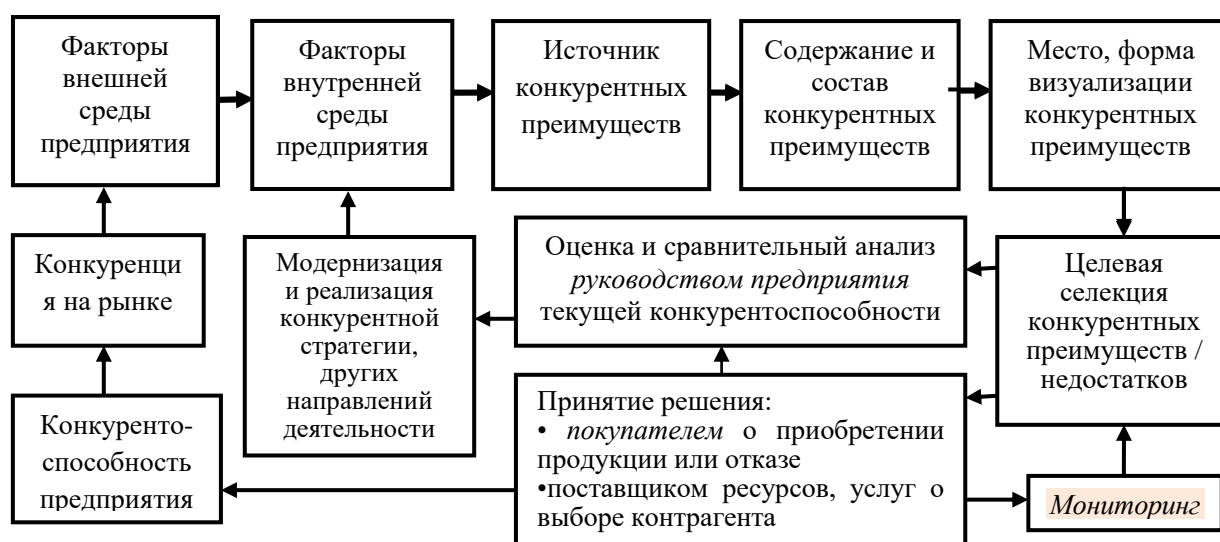 Факторы
внешней
среды
предприятия
Факторы
внутренней
среды
предприятия
Источник
конкурентных
преимуществ
Содержание и
состав
конкурентных
преимуществ
Место, форма
визуализации
конкурентных
преимуществ
Конкуренци
я на рынке
Модернизация
и реализация
конкурентной
стратегии,
других
направлений
деятельности
Оценка и сравнительный анализ
руководством предприятия
текущей конкурентоспособности
Целевая
селекция
конкурентных
преимуществ /
недостатков
Конкуренто-
способность
предприятия
Принятие решения:
• покупателем о приобретении
продукции или отказе
•поставщиком ресурсов, услуг о
выборе контрагента
Мониторинг